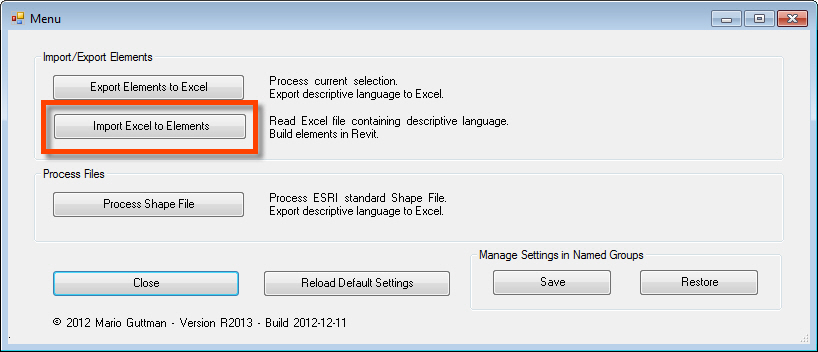 Menu
Import/Export Elements
Export Elements to Excel
Process current selection.
Export descriptive language to Excel.
Import Excel to Elements
Read Excel file containing descriptive language.
Build elements in Revit.
Process Files
Process Shape File
Process ESRI standard Shape File.
Export descriptive language to Excel.
Manage Settings in Named Groups
Close
Reload Default Settings
Save
Restore
© 2012 Mario Guttman - Version R2013 - Build 2012-12-11